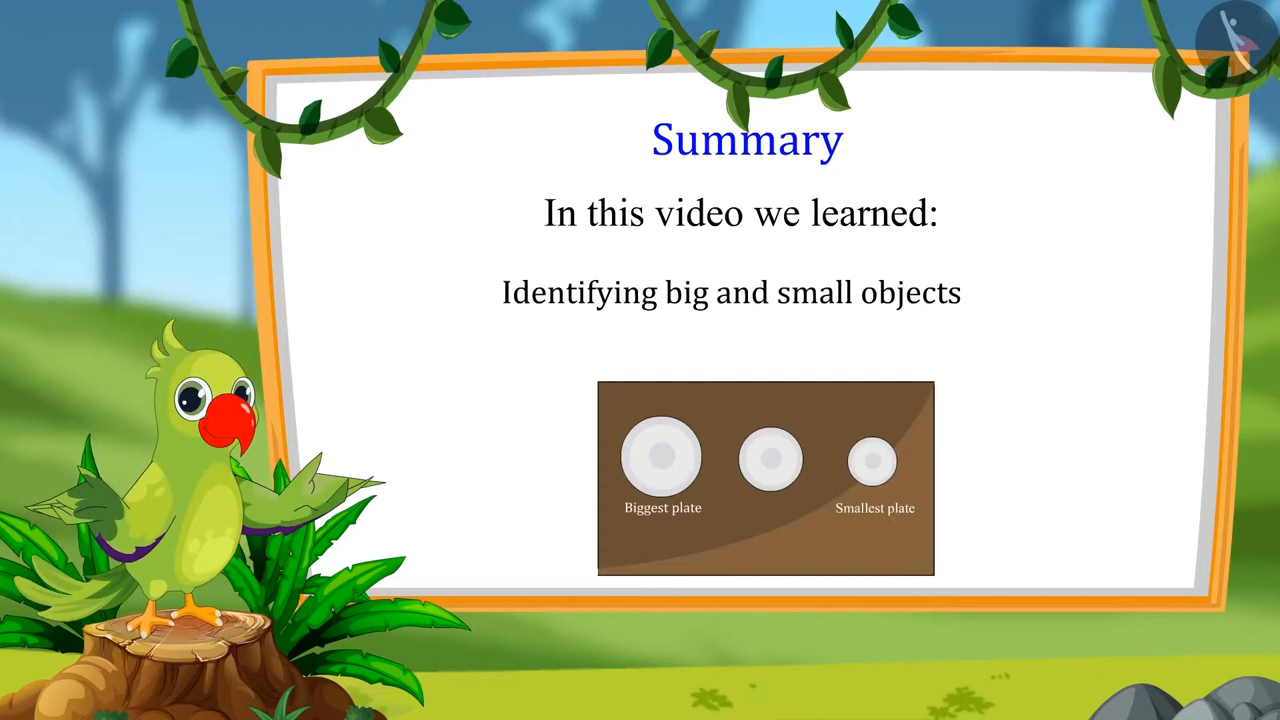 Summary
In this video we learned:
Identifying big and small objects
Biggest plate
Smallest plate